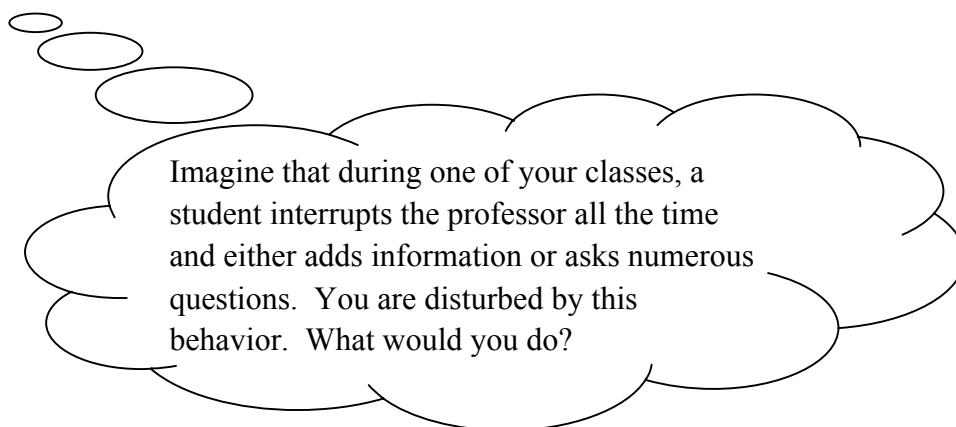 Imagine that during one of your classes, a
student interrupts the professor all the time
and either adds information or asks numerous
questions.  You are disturbed by this
behavior.  What would you do?